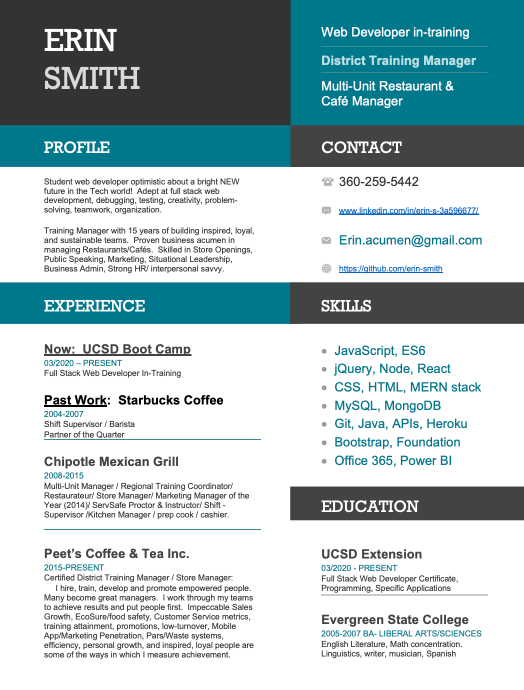 ERIN
SMITH
Web Developer in-training
District Training Manager
Multi-Unit Restaurant &
Café Manager
PROFILE
Student web developer optimistic about a bright NEW
future in the Tech world! Adept at full stack web
development, debugging, testing, creativity, problem-
solving, teamwork, organization.
Training Manager with 15 years of building inspired, loyal,
and sustainable teams. Proven business acumen in
managing Restaurants/Cafés. Skilled in Store Openings,
Public Speaking, Marketing, Situational Leadership,
Business Admin, Strong HR/ interpersonal savvy.
CONTACT
360-259-5442
www.linkedin.com/in/erin-s-3a596677/
Erin.acumen@gmail.com
https://github.com/erin-smith
EXPERIENCE
Now: UCSD Boot Camp
03/2020 – PRESENT
Full Stack Web Developer In-Training
Past Work: Starbucks Coffee
2004-2007
Shift Supervisor / Barista
Partner of the Quarter
Chipotle Mexican Grill
2008-2015
Multi-Unit Manager / Regional Training Coordinator/
Restaurateur/ Store Manager/ Marketing Manager of the
Year (2014)/ ServSafe Proctor & Instructor/ Shift -
Supervisor /Kitchen Manager / prep cook / cashier.
Peet's Coffee & Tea Inc.
2015-PRESENT
Certified District Training Manager / Store Manager:
I hire, train, develop and promote empowered people.
Many become great managers. I work through my teams
to achieve results and put people first. Impeccable Sales
Growth, EcoSure/food safety, Customer Service metrics,
training attainment, promotions, low-turnover, Mobile
App/Marketing Penetration, Pars/Waste systems,
efficiency, personal growth, and inspired, loyal people are
some of the ways in which I measure achievement.
SKILLS
JavaScript, ES6
jQuery, Node, React
CSS, HTML, MERN stack
MySQL, MongoDB
Git, Java, APIs, Heroku
Bootstrap, Foundation
Office 365, Power BI
EDUCATION
UCSD Extension
03/2020 - PRESENT
Full Stack Web Developer Certificate,
Programming, Specific Applications
Evergreen State College
2005-2007 BA- LIBERAL ARTS/SCIENCES
English Literature, Math concentration.
Linguistics, writer, musician, Spanish